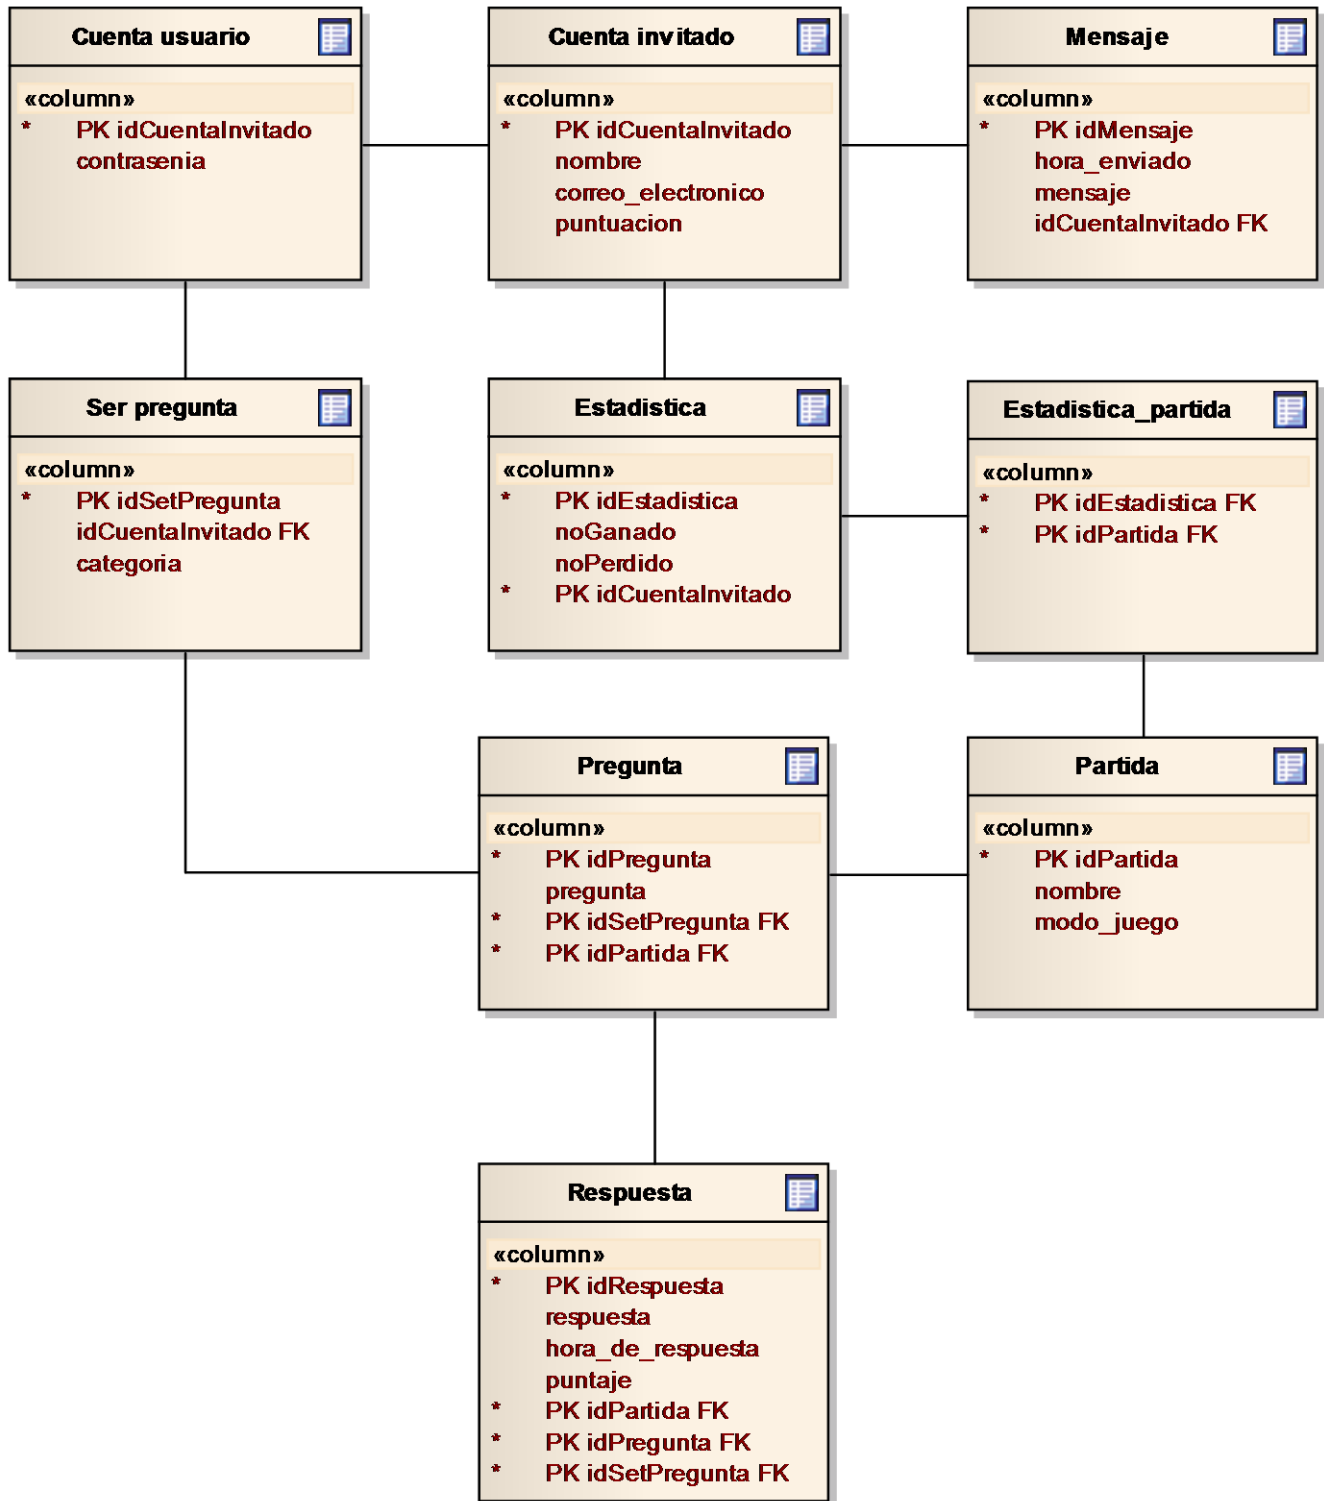 Cuenta usuario
«column»
* PK idCuentaInvitado
contrasenia
Cuenta invitado
«column»
* PK idCuentaInvitado
nombre
correo_electronico
puntuacion
Mensaje
«column»
* PK idMensaje
hora_enviado
mensaje
idCuentaInvitado FK
Ser pregunta
«column»
* PK idSetPregunta
idCuentaInvitado FK
categoria
Estadistica
«column»
* PK idEstadistica
noGanado
noPerdido
* PK idCuentaInvitado
Estadistica_partida
«column»
* PK idEstadistica FK
* PK idPartida FK
Pregunta
«column»
* PK idPregunta
pregunta
* PK idSetPregunta FK
* PK idPartida FK
Partida
«column»
* PK idPartida
nombre
modo_juego
Respuesta
«column»
* PK idRespuesta
respuesta
hora_de_respuesta
puntaje
* PK idPartida FK
* PK idPregunta FK
* PK idSetPregunta FK